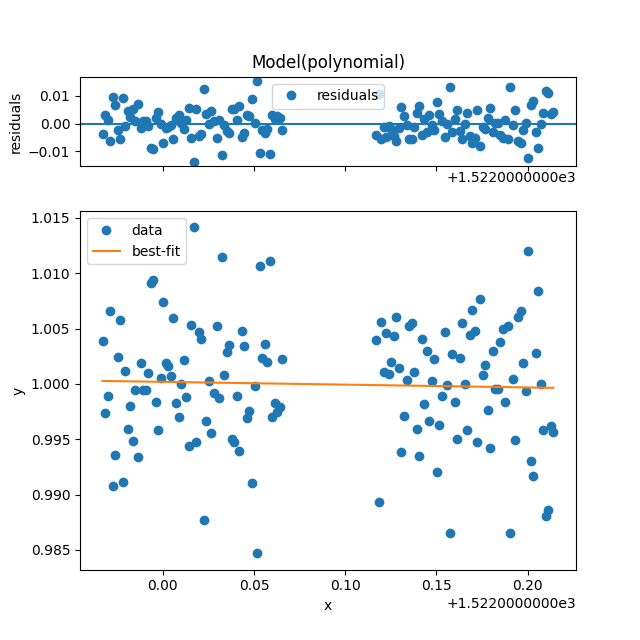 Model(polynomial)
residuals
0.01
0.00
−0.01
residuals
+1.5220000000e3
1.015
1.010
1.005
1.000
0.995
0.990
0.985
y
data
best-fit
0.00 0.05 0.10 0.15 0.20
x
+1.5220000000e3